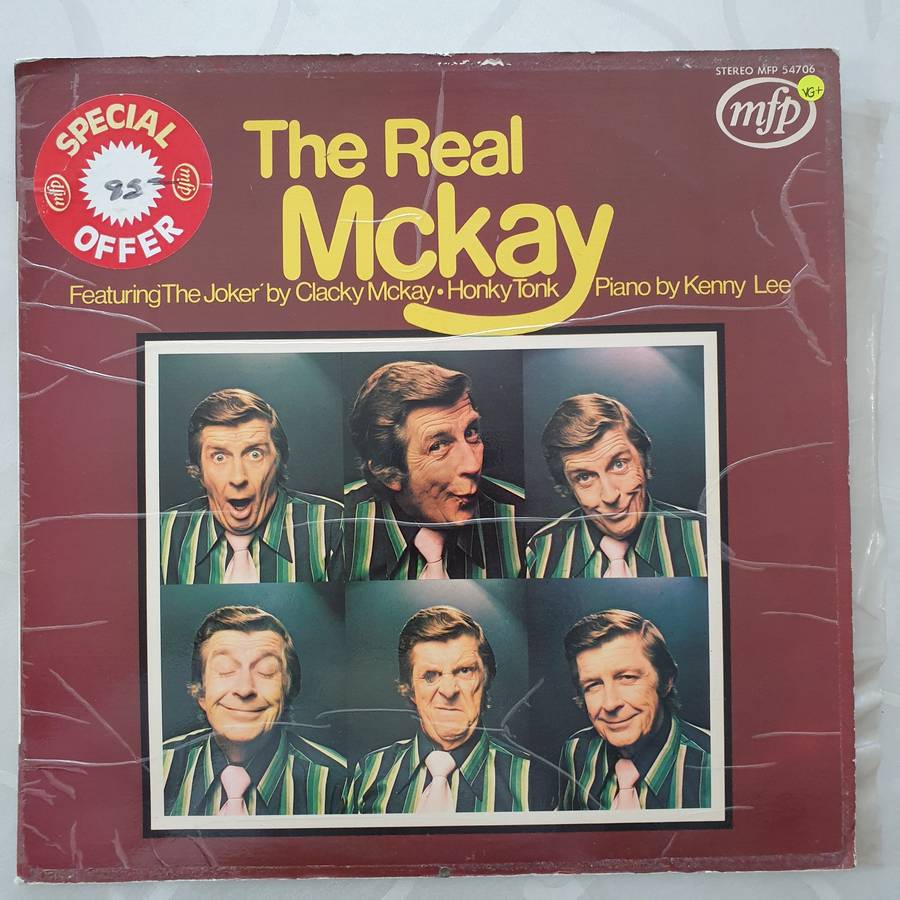 STEREO MFP 54706
mfp
VG+
SPECIAL
mfp
95c
mfp
OFFER
The Real
Mckay
Featuring 'The Joker' by Clacky Mckay • Honky Tonk Piano by Kenny Lee